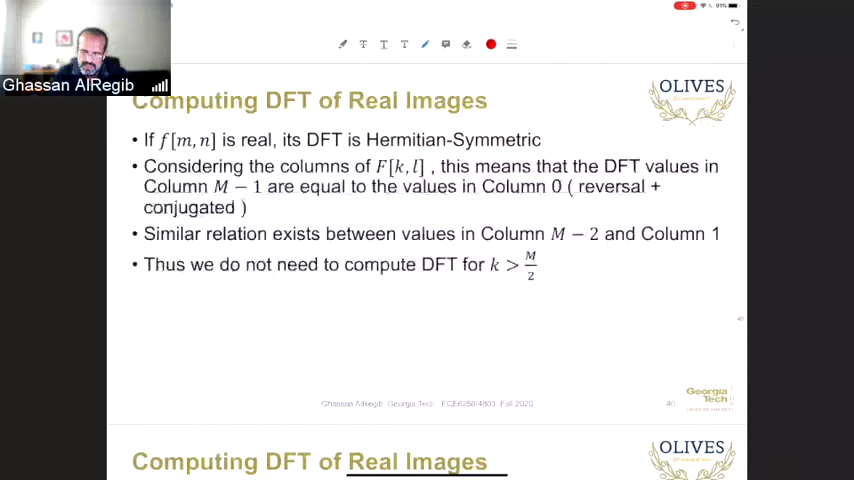 91%
Ghassan AlRegib
Computing DFT of Real Images
OLIVES
• If f[m, n] is real, its DFT is Hermitian-Symmetric
• Considering the columns of F[k, l] , this means that the DFT values in
Column M − 1 are equal to the values in Column 0 ( reversal +
conjugated )
• Similar relation exists between values in Column M − 2 and Column 1
• Thus we do not need to compute DFT for k > M/2
Ghassan AlRegib Georgia Tech ECE6258/4803 Fall 2020
40
Georgia
Tech
Computing DFT of Real Images
OLIVES